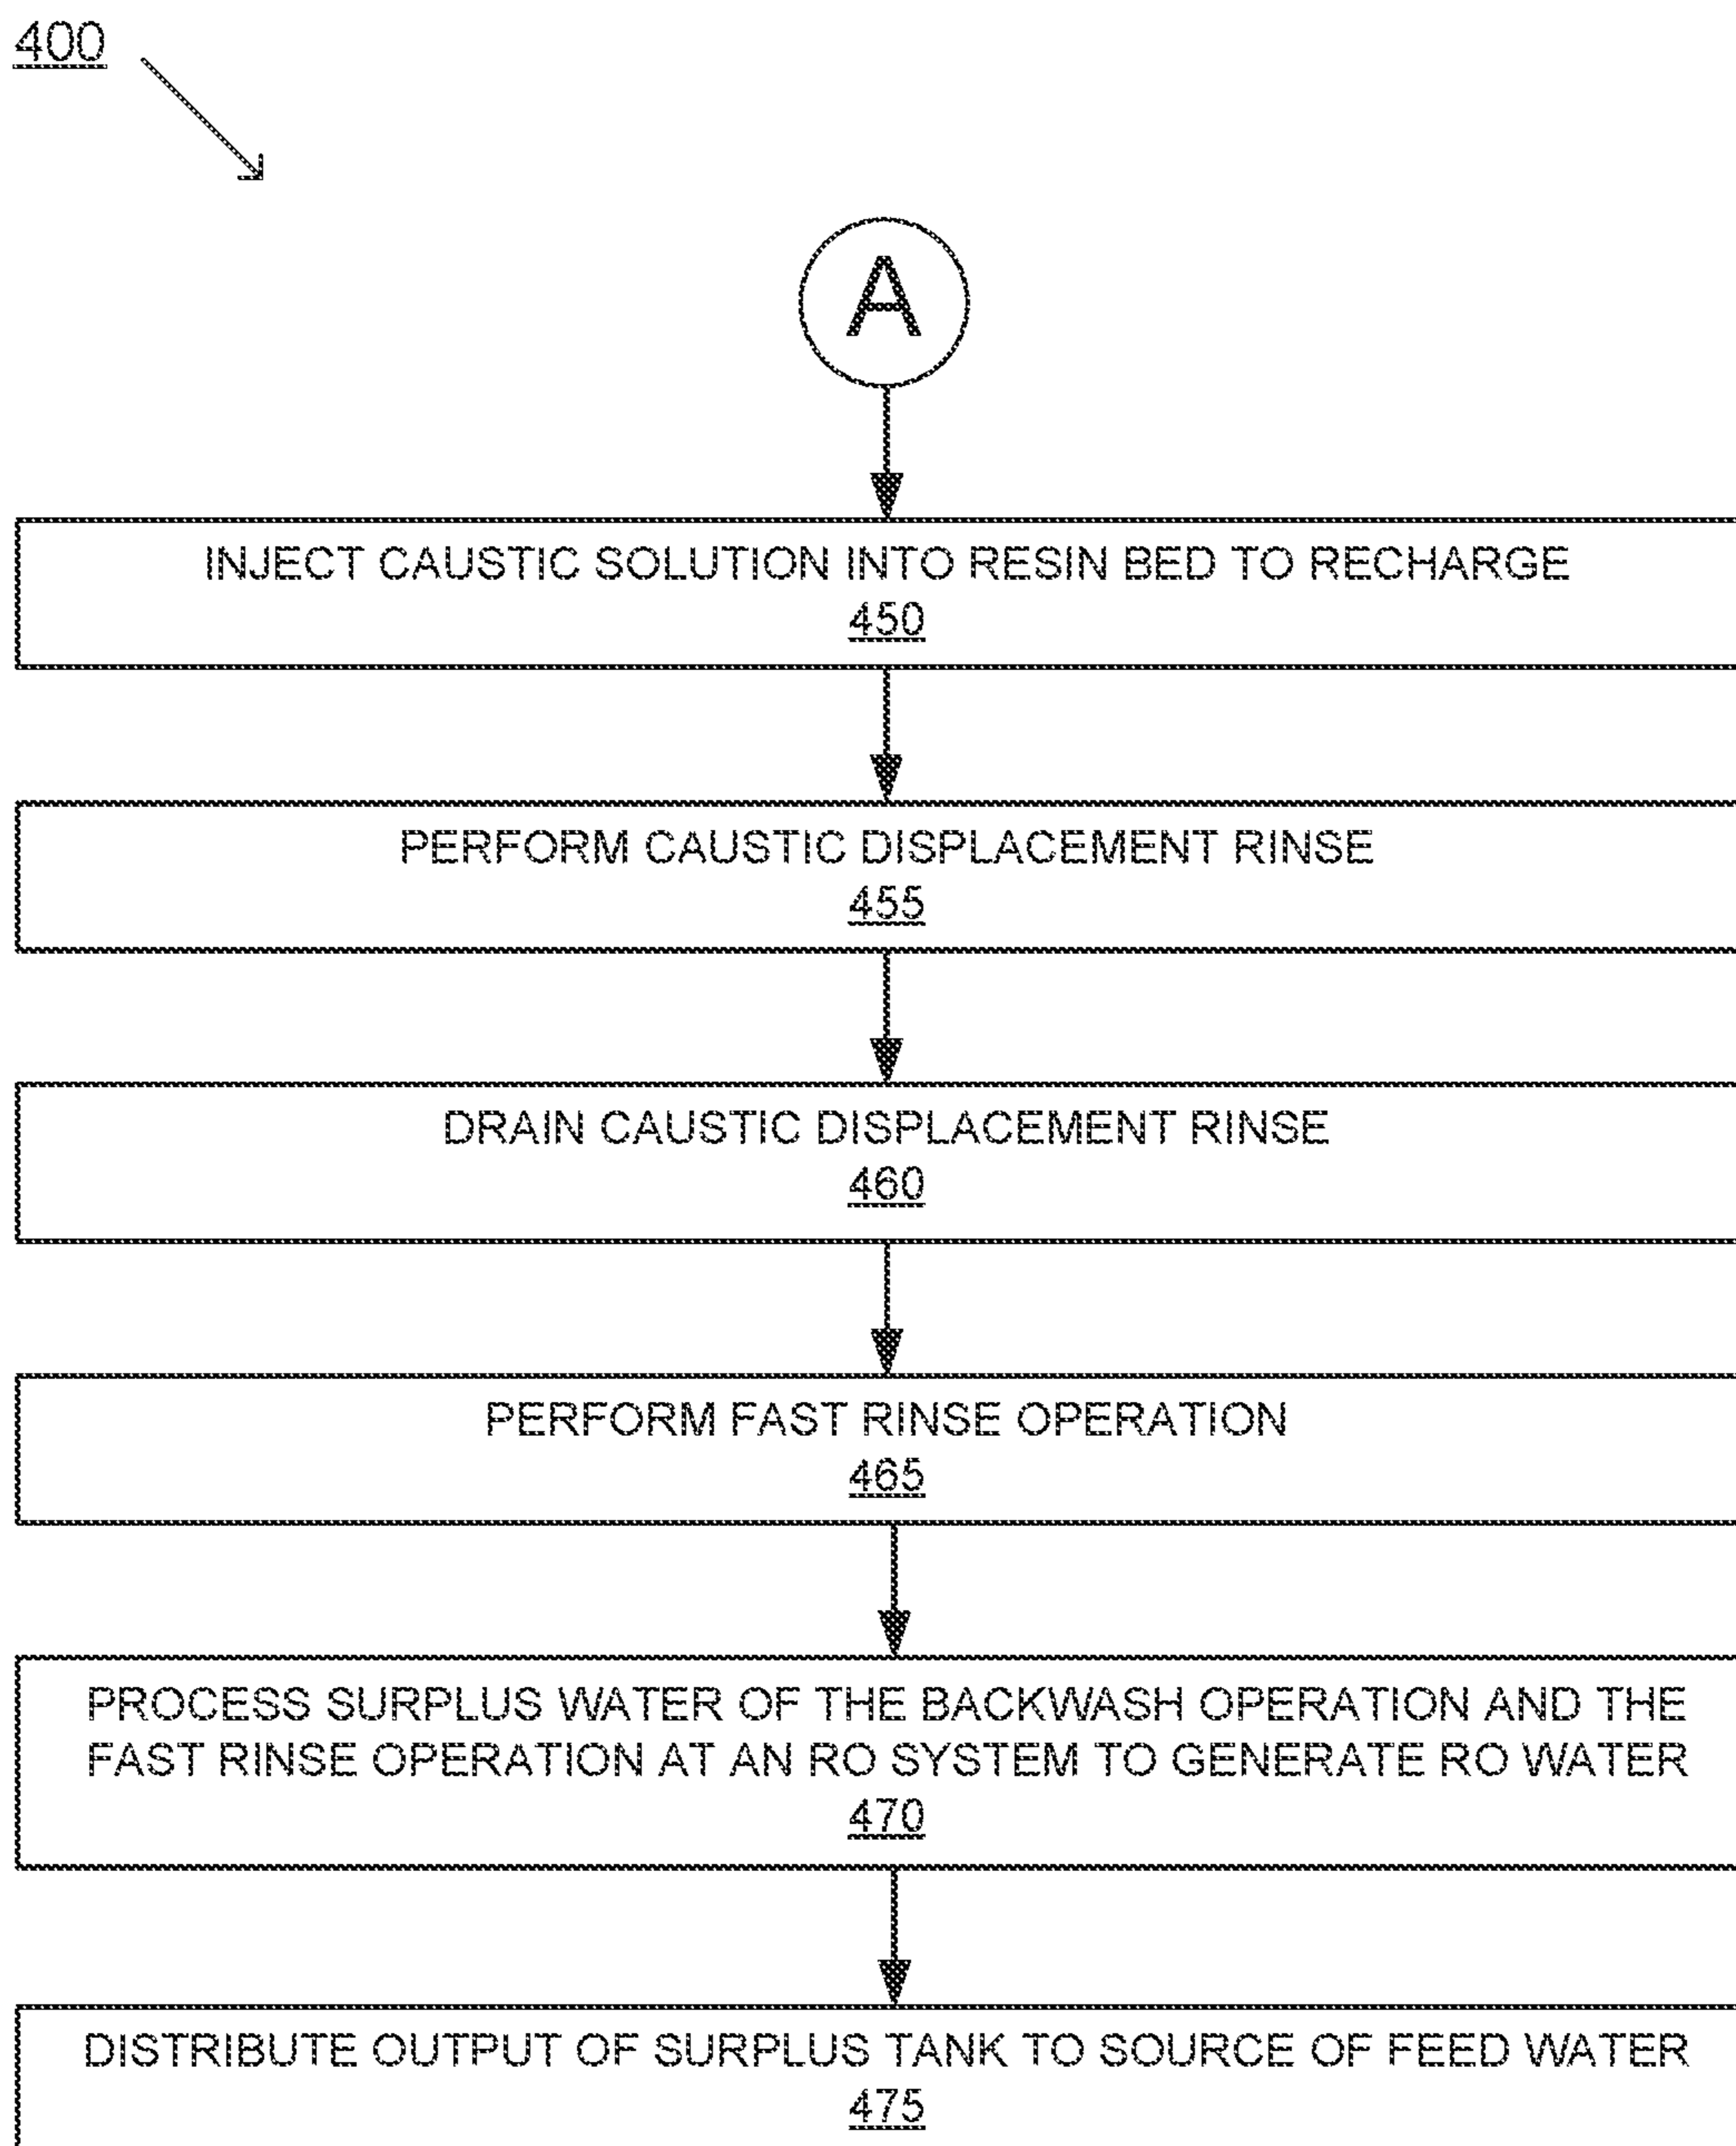 400
A
INJECT CAUSTIC SOLUTION INTO RESIN BED TO RECHARGE
450
PERFORM CAUSTIC DISPLACEMENT RINSE
455
DRAIN CAUSTIC DISPLACEMENT RINSE
460
PERFORM FAST RINSE OPERATION
465
PROCESS SURPLUS WATER OF THE BACKWASH OPERATION AND THE
FAST RINSE OPERATION AT AN RO SYSTEM TO GENERATE RO WATER
470
DISTRIBUTE OUTPUT OF SURPLUS TANK TO SOURCE OF FEED WATER
475